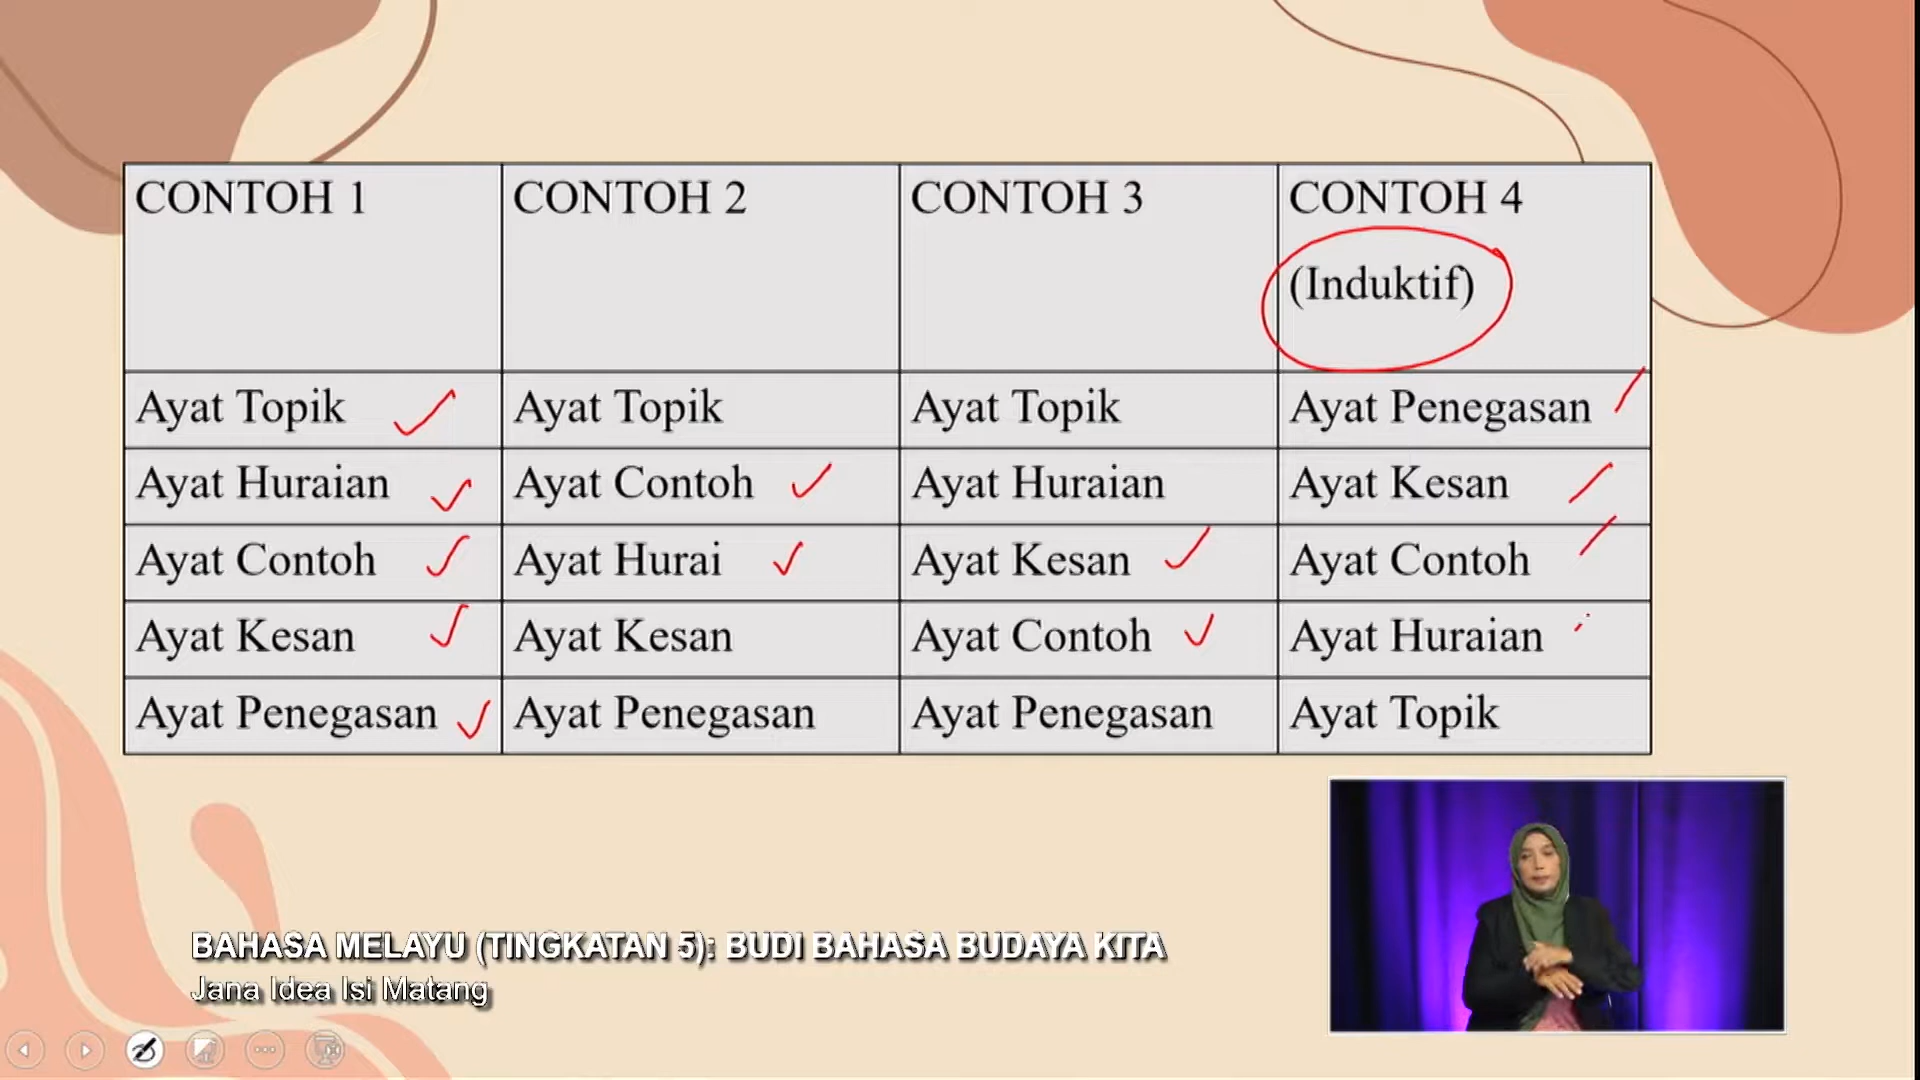 CONTOH 1
CONTOH 2
CONTOH 3
CONTOH 4
(Induktif)
Ayat Topik
Ayat Topik
Ayat Topik
Ayat Penegasan
Ayat Huraian
Ayat Contoh
Ayat Huraian
Ayat Kesan
Ayat Contoh
Ayat Hurai
Ayat Kesan
Ayat Contoh
Ayat Kesan
Ayat Kesan
Ayat Contoh
Ayat Huraian
Ayat Penegasan
Ayat Penegasan
Ayat Penegasan
Ayat Topik
BAHASA MELAYU (TINGKATAN 5): BUDI BAHASA BUDAYA KITA
Jana Idea Isi Matang